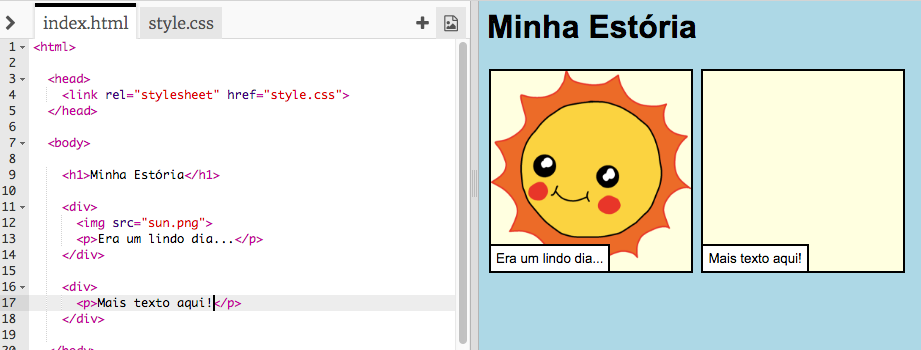 index.html style.css
1 <html>
2
3 <head>
4 <link rel="stylesheet" href="style.css">
5 </head>
6
7 <body>
8
9 <h1>Minha Estória</h1>
10
11 <div>
12 <img src="sun.png">
13 <p>Era um lindo dia...</p>
14 </div>
15
16 <div>
17 <p>Mais texto aqui!</p>
18 </div>
19
20 </body>
Minha Estória
Era um lindo dia...
Mais texto aqui!